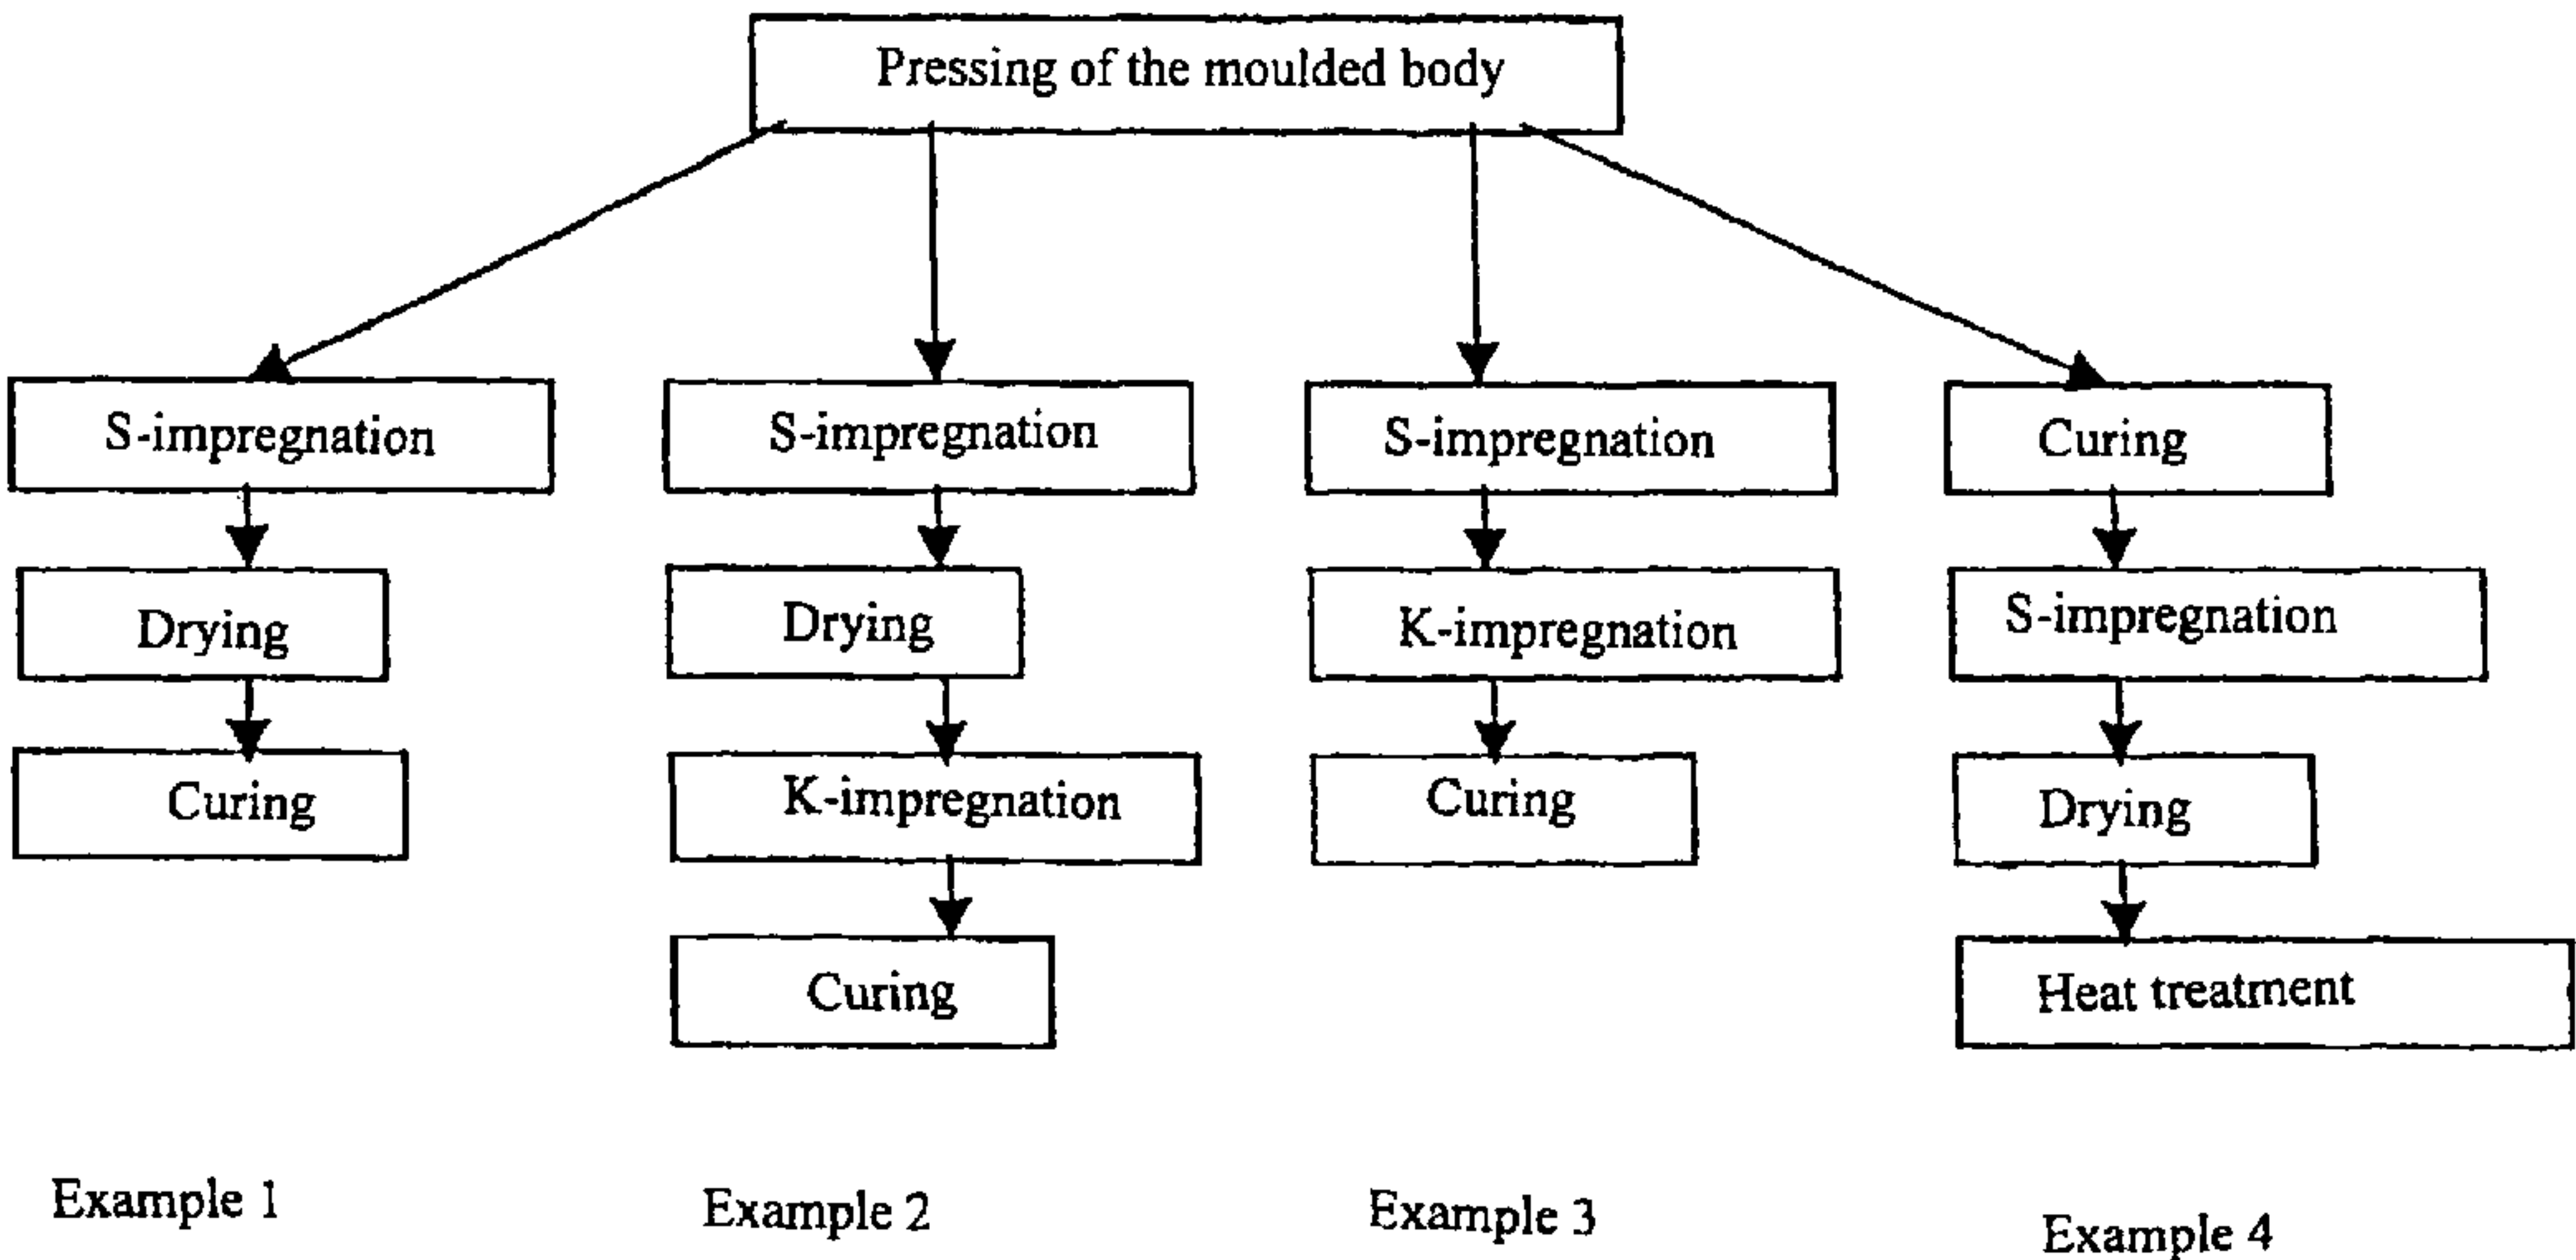 Pressing of the moulded body
S-impregnation
Drying
Curing
Example 1
S-impregnation
Drying
K-impregnation
Curing
Example 2
S-impregnation
K-impregnation
Curing
Example 3
Curing
S-impregnation
Drying
Heat treatment
Example 4